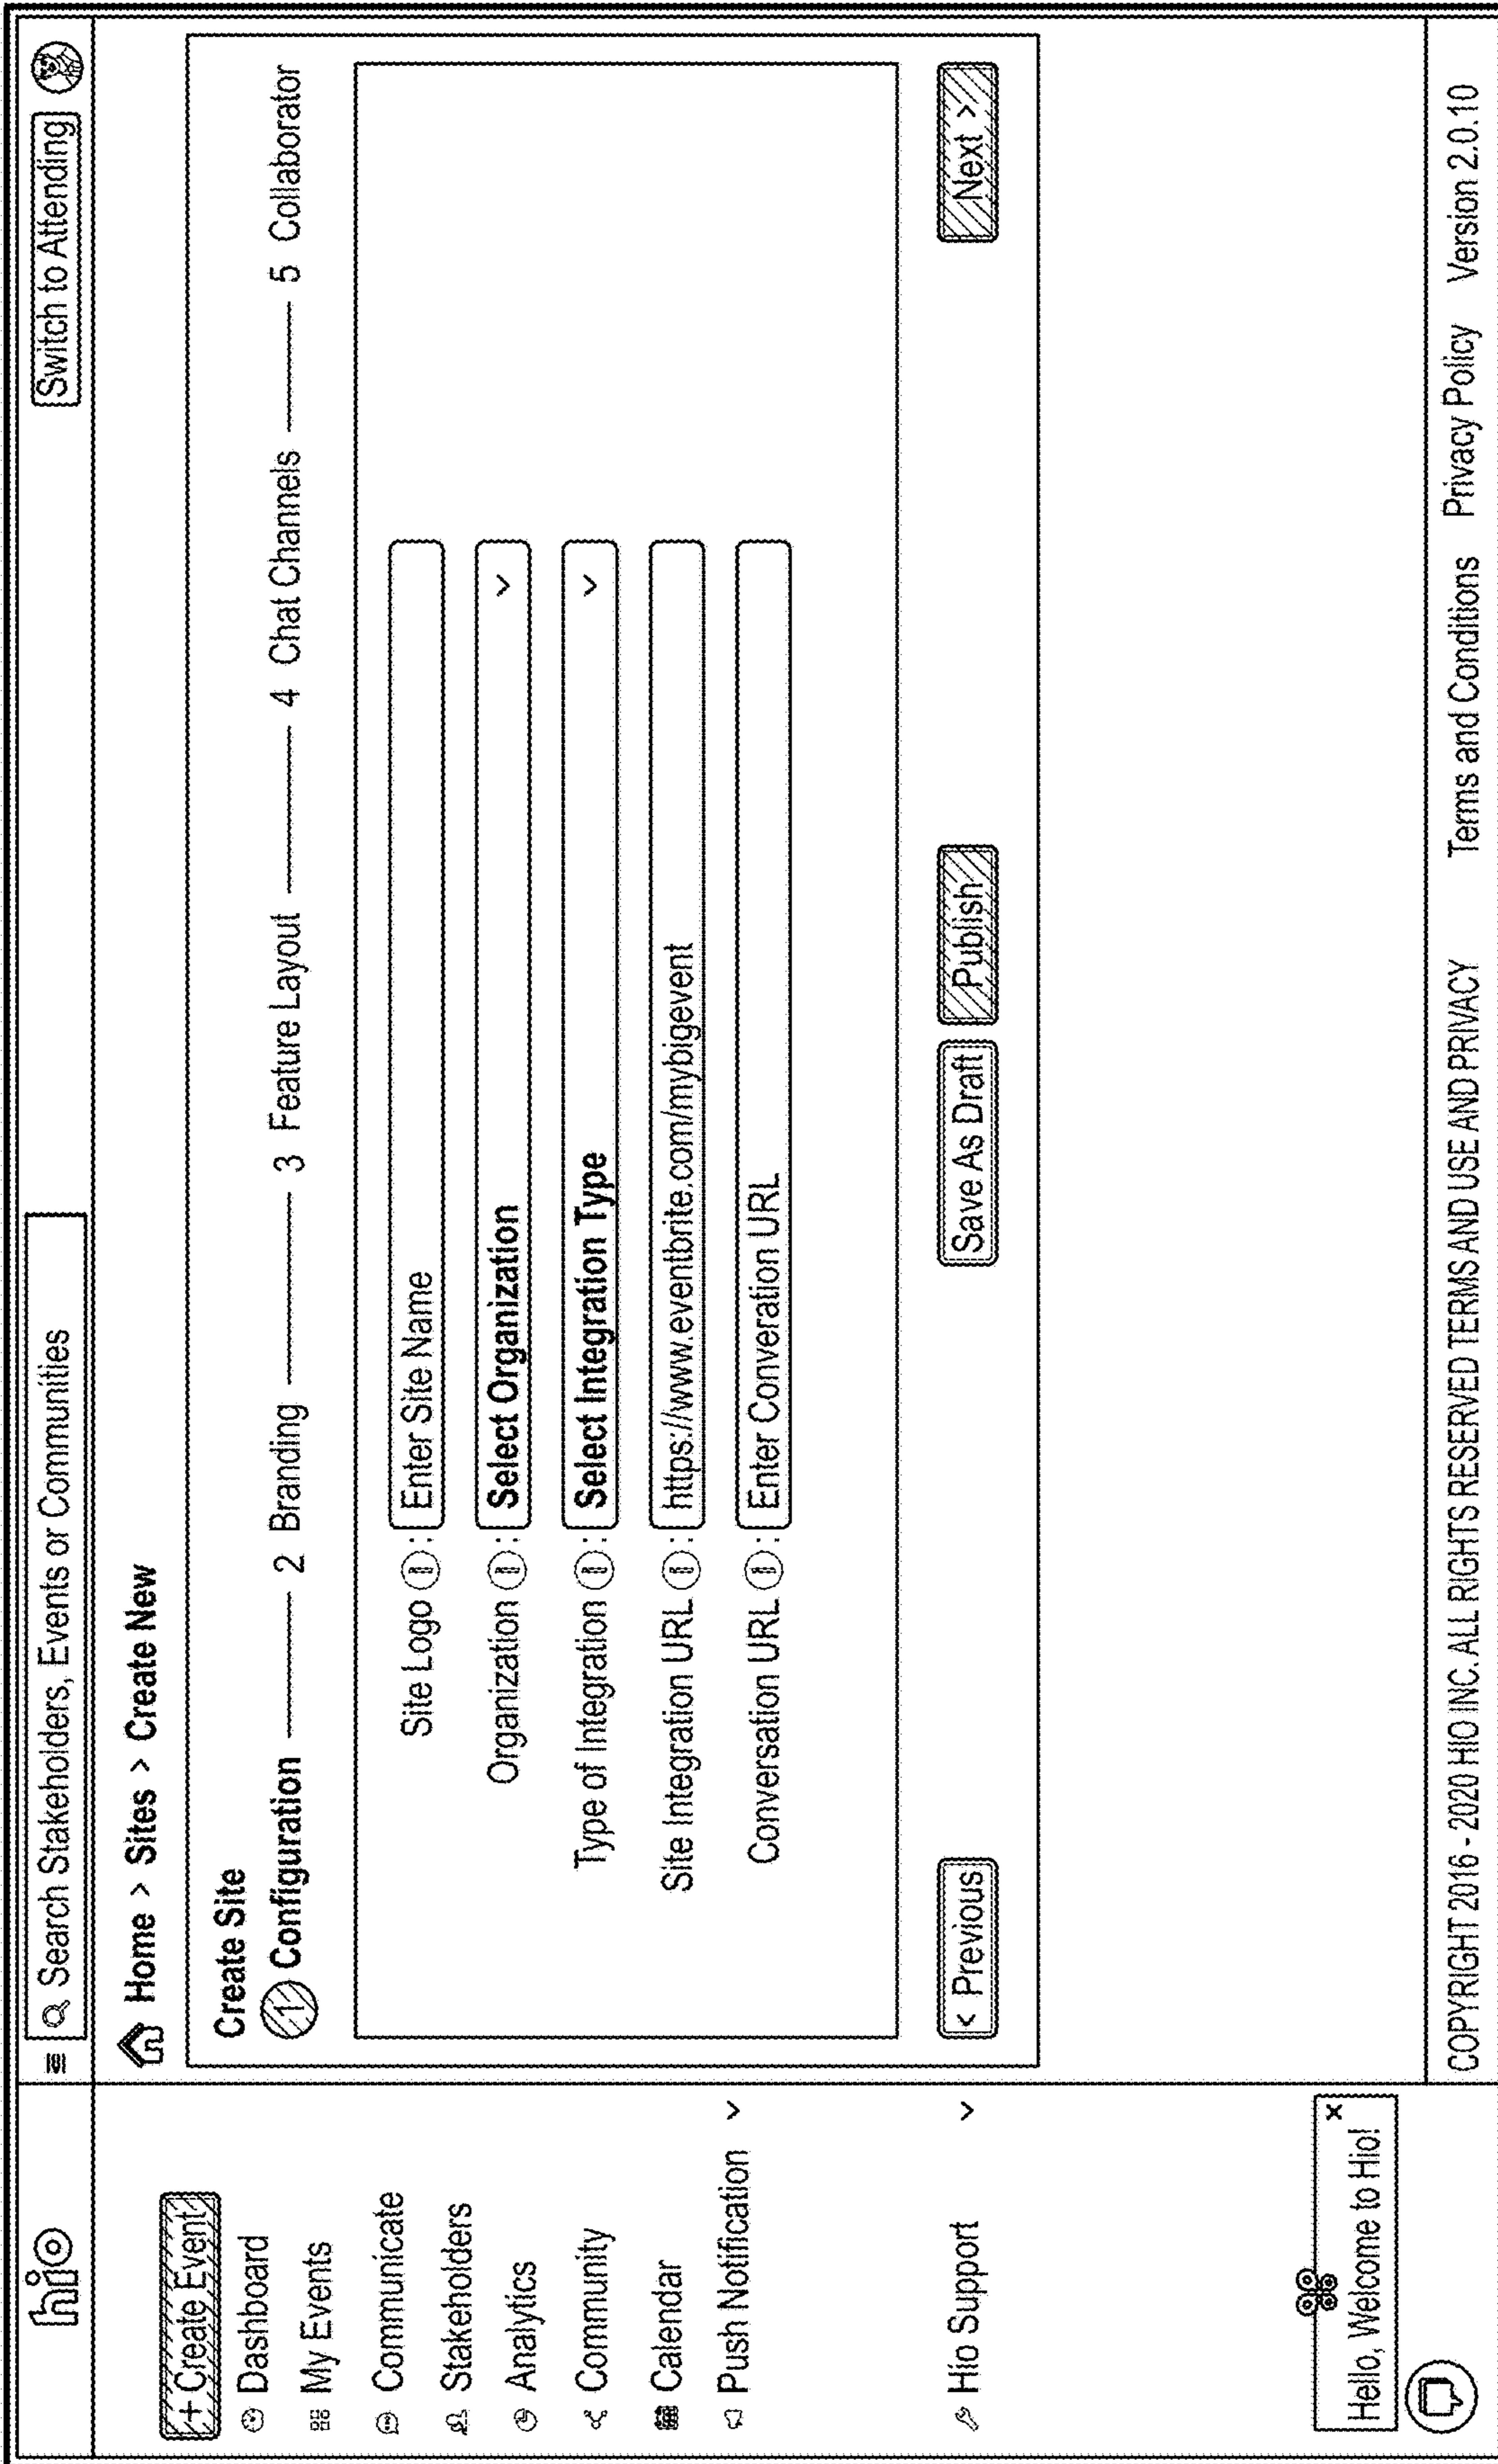 hio
Search Stakeholders, Events or Communities
Switch to Attending
+ Create Event
Dashboard
My Events
Communicate
Stakeholders
Analytics
Community
Calendar
Push Notification
Hio Support
Hello, Welcome to Hio! x
Home > Sites > Create New
Create Site
1 Configuration 2 Branding 3 Feature Layout 4 Chat Channels 5 Collaborator
Site Logo i : Enter Site Name
Organization i : Select Organization
Type of Integration i : Select Integration Type
Site Integration URL i : https://www.eventbrite.com/mybigevent
Conversation URL i : Enter Converation URL
< Previous Save As Draft Publish Next >
COPYRIGHT 2016 - 2020 HIO INC. ALL RIGHTS RESERVED TERMS AND USE AND PRIVACY Terms and Conditions Privacy Policy Version 2.0.10